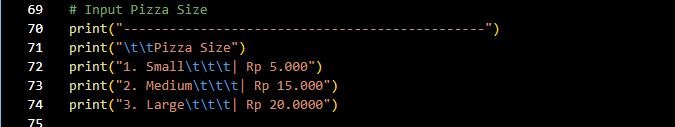 69 # Input Pizza Size
70 print("-----------------------------------------------")
71 print("\t\tPizza Size")
72 print("1. Small\t\t\t| Rp 5.000")
73 print("2. Medium\t\t\t| Rp 15.000")
74 print("3. Large\t\t\t| Rp 20.0000")
75